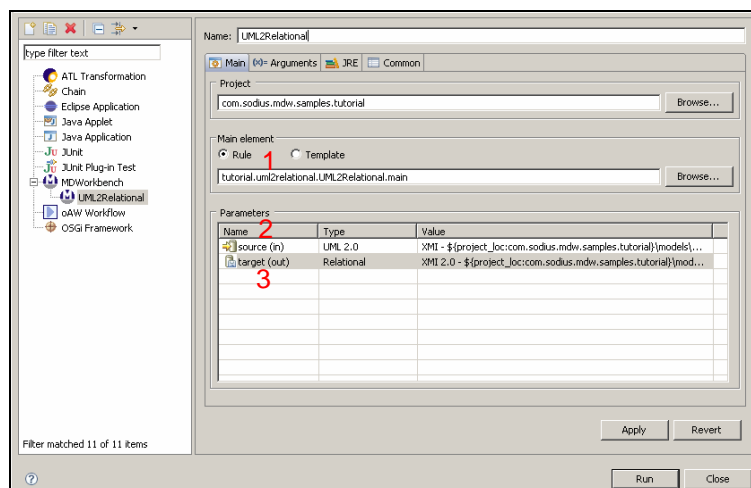 Name: UML2Relational
type filter text
ATL Transformation
Chain
Eclipse Application
Java Applet
Java Application
JUnit
JUnit Plug-in Test
MDWorkbench
UML2Relational
oAW Workflow
OSGi Framework
Filter matched 11 of 11 items
Main (x)= Arguments JRE Common
Project
com.sodius.mdw.samples.tutorial Browse...
Main element
Rule 1 Template
tutorial.uml2relational.UML2Relational.main Browse...
Parameters
Name 2 Type Value
source (in) UML 2.0 XMI - ${project_loc:com.sodius.mdw.samples.tutorial}\models\...
target (out) Relational XMI 2.0 - ${project_loc:com.sodius.mdw.samples.tutorial}\mod...
3
Apply Revert
Run Close